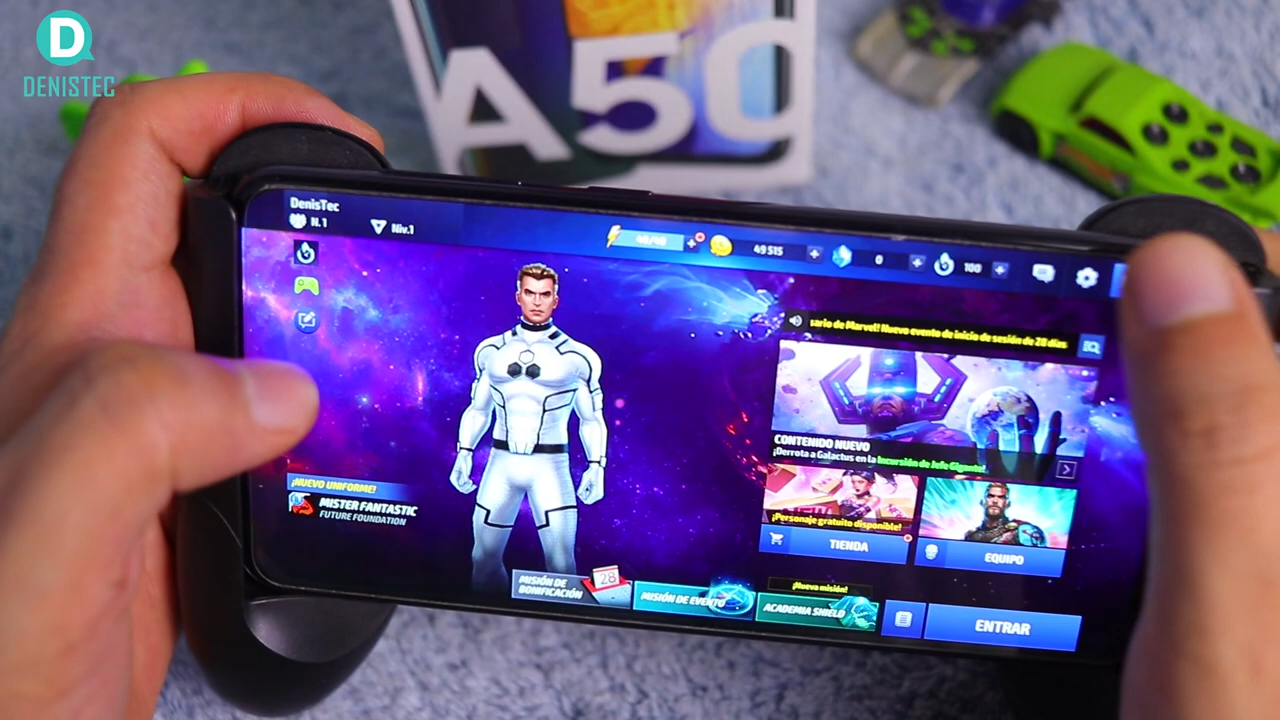 D
DENISTEC
A50
DenisTec
N.1
Niv.1
49 515
0
100
sario de Marvel! Nuevo evento de inicio de sesión de 28 días
CONTENIDO NUEVO
¡Derrota a Galactus en la Incursión de Jefe Gigante!
¡NUEVO UNIFORME!
MISTER FANTASTIC
FUTURE FOUNDATION
¡Personaje gratuito disponible!
TIENDA
EQUIPO
MISIÓN DE
BONIFICACIÓN
28
MISIÓN DE EVENTO
¡Nueva misión!
ACADEMIA SHIELD
ENTRAR